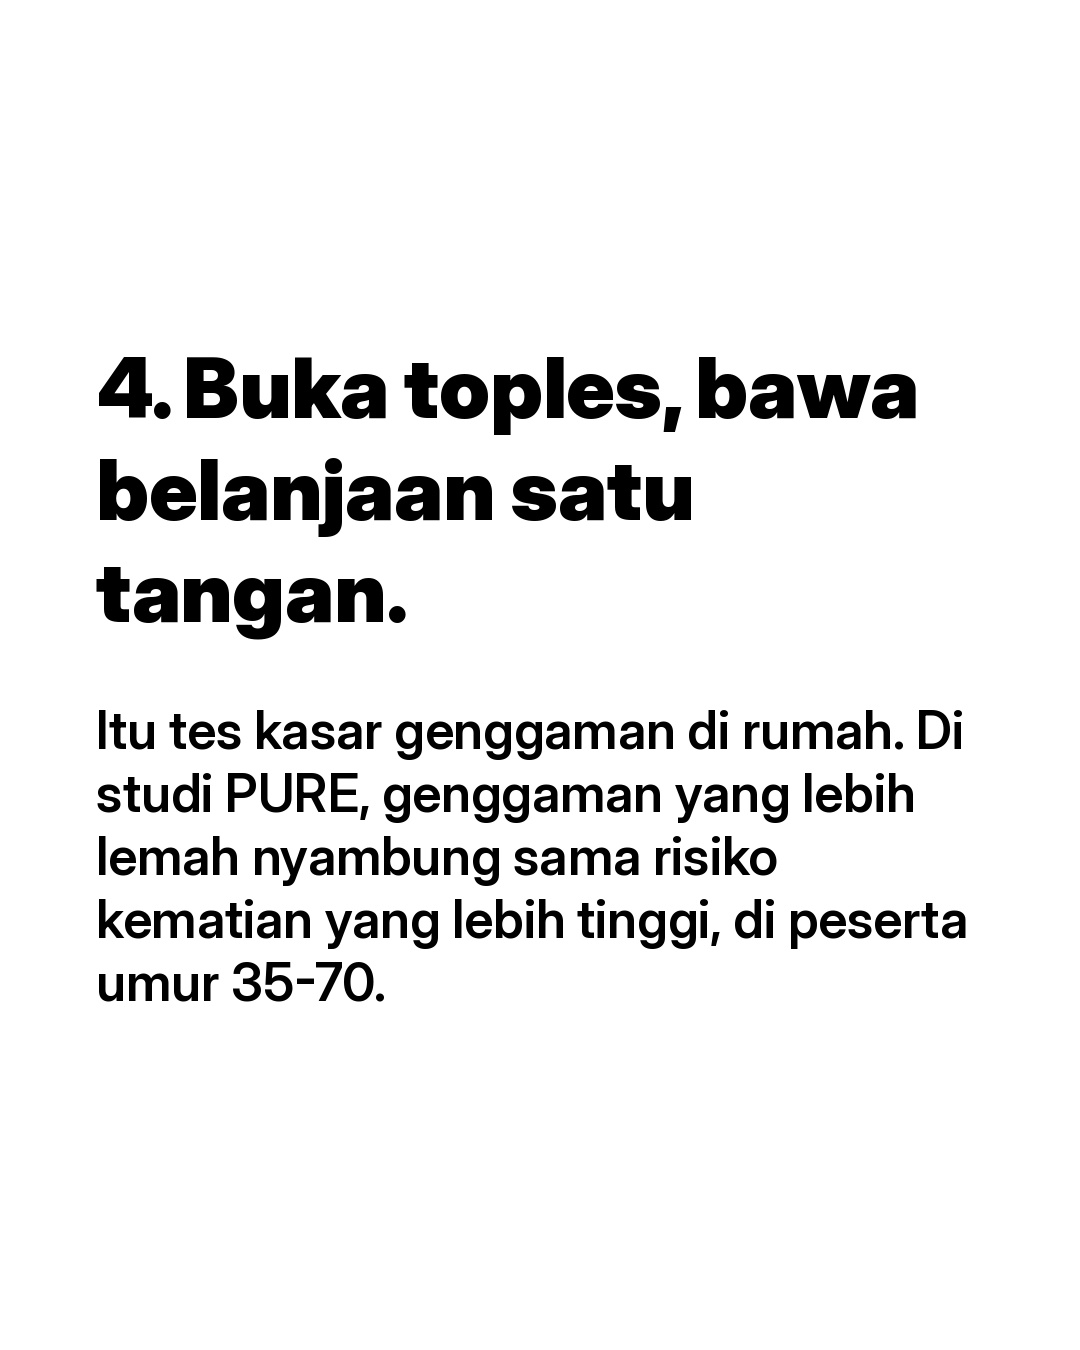 4. Buka toples, bawa
belanjaan satu
tangan.
Itu tes kasar genggaman di rumah. Di
studi PURE, genggaman yang lebih
lemah nyambung sama risiko
kematian yang lebih tinggi, di peserta
umur 35-70.